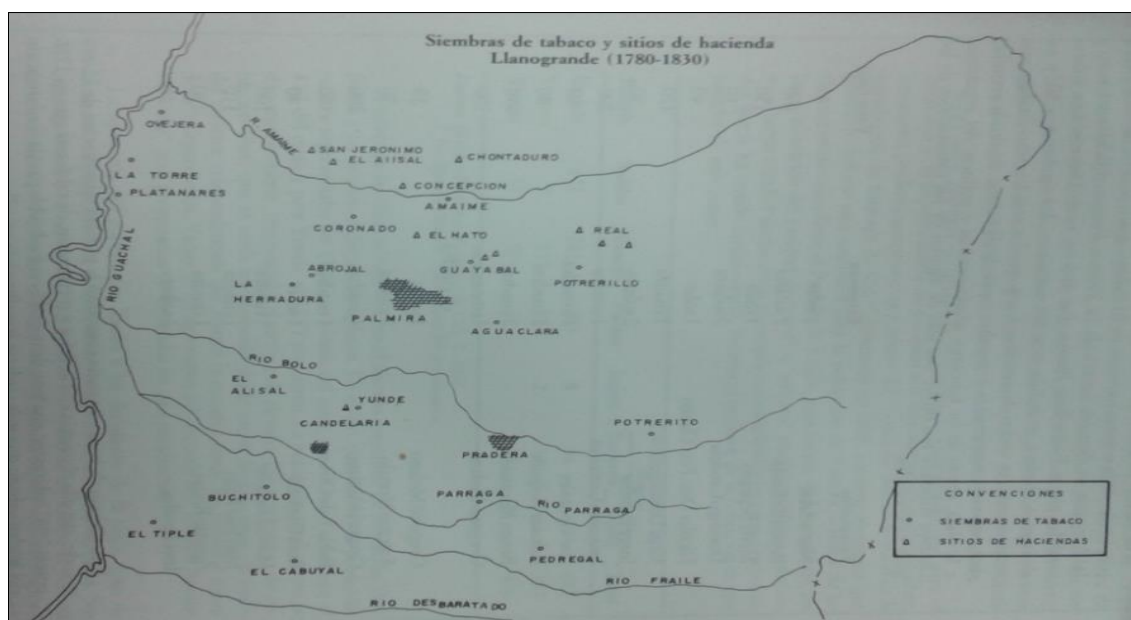 Siembras de tabaco y sitios de hacienda
Llanogrande (1780-1830)
OVEJERA
R. AMAIME
SAN JERONIMO
EL AlISAL
CHONTADURO
LA TORRE
PLATANARES
CONCEPCION
AMAIME
CORONADO
EL HATO
REAL
RIO GUACHAL
ABROJAL
GUAYABAL
LA
HERRADURA
POTRERILLO
PALMIRA
AGUACLARA
RIO BOLO
EL
ALISAL
YUNDE
CANDELARIA
POTRERITO
PRADERA
BUCHITOLO
PARRAGA
RIO PARRAGA
CONVENCIONES
SIEMBRAS DE TABACO
SITIOS DE HACIENDAS
EL TIPLE
EL CABUYAL
PEDREGAL
RIO FRAILE
RIO DESBARATADO